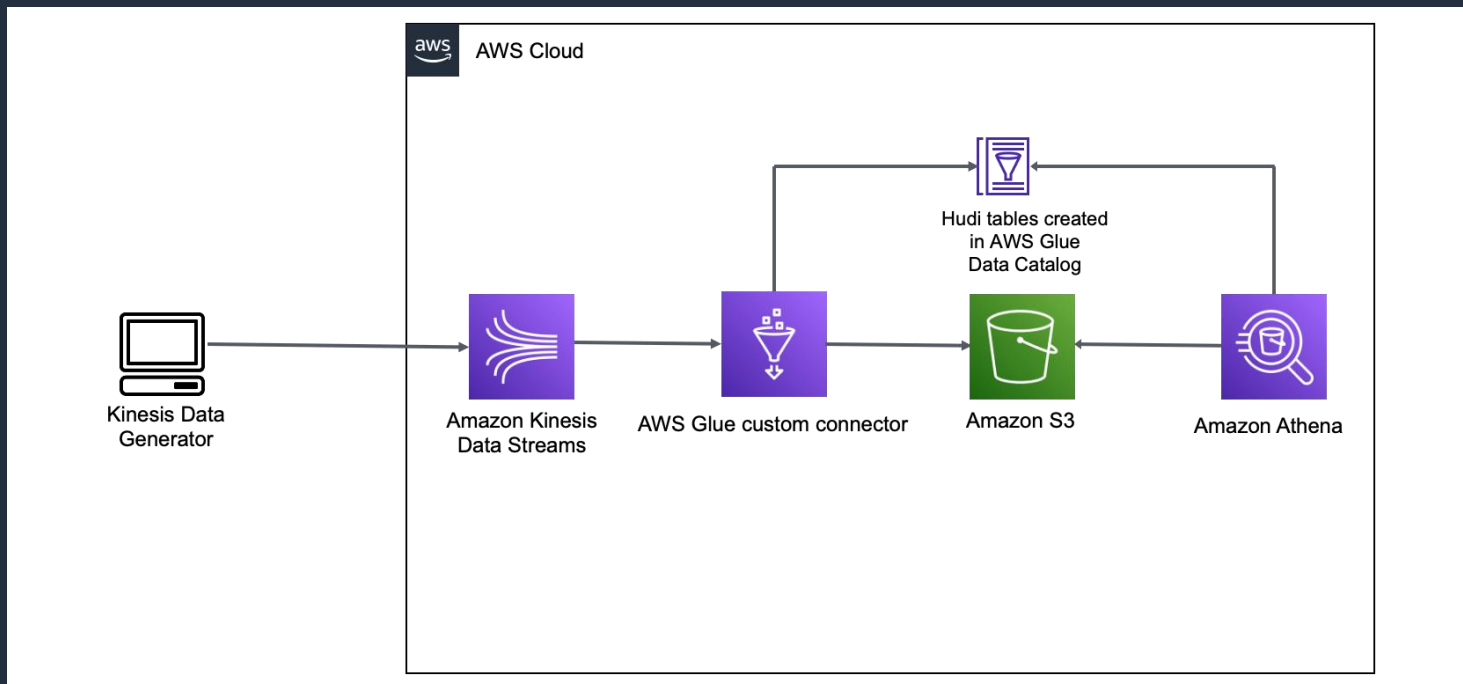 aws
AWS Cloud
Hudi tables created
in AWS Glue
Data Catalog
Kinesis Data
Generator
Amazon Kinesis
Data Streams
AWS Glue custom connector
Amazon S3
Amazon Athena